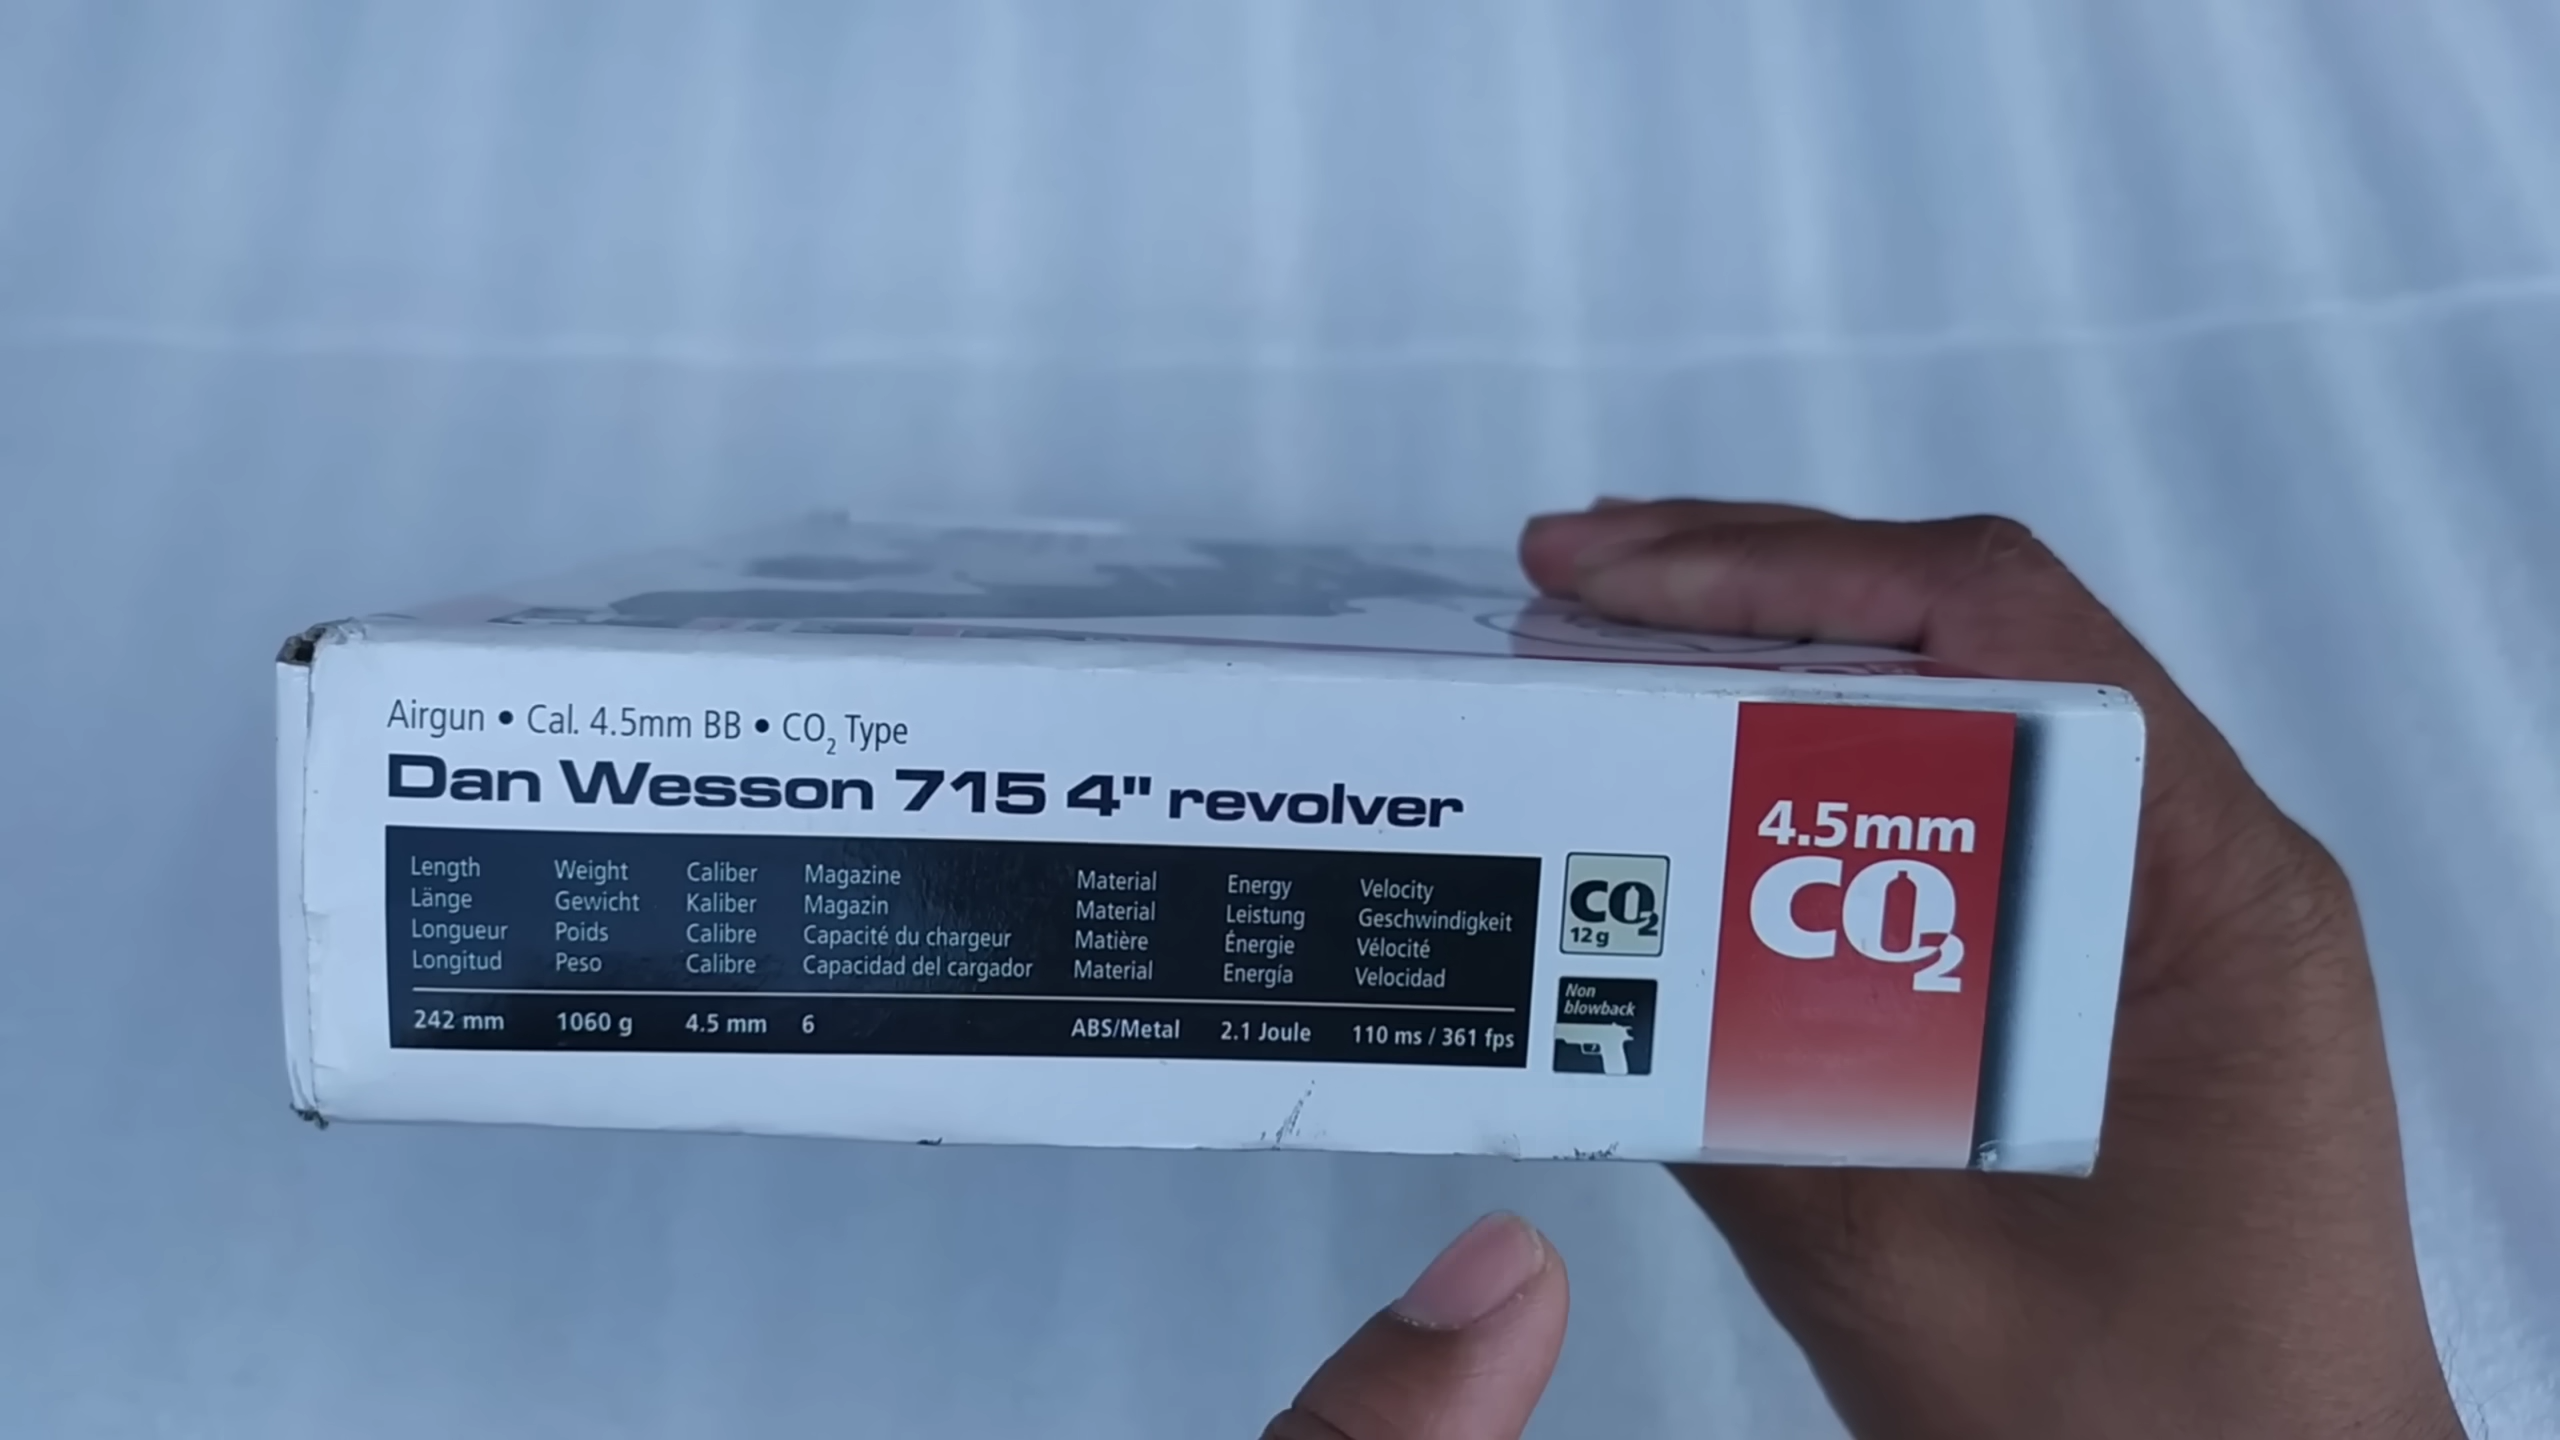 Airgun • Cal. 4.5mm BB • CO₂ Type
Dan Wesson 715 4" revolver
Length Weight Caliber Magazine Material Energy Velocity
Länge Gewicht Kaliber Magazin Material Leistung Geschwindigkeit
Longueur Poids Calibre Capacité du chargeur Matière Énergie Vélocité
Longitud Peso Calibre Capacidad del cargador Material Energía Velocidad
242 mm 1060 g 4.5 mm 6 ABS/Metal 2.1 Joule 110 ms / 361 fps
CO₂
12 g
Non
blowback
4.5mm
CO₂